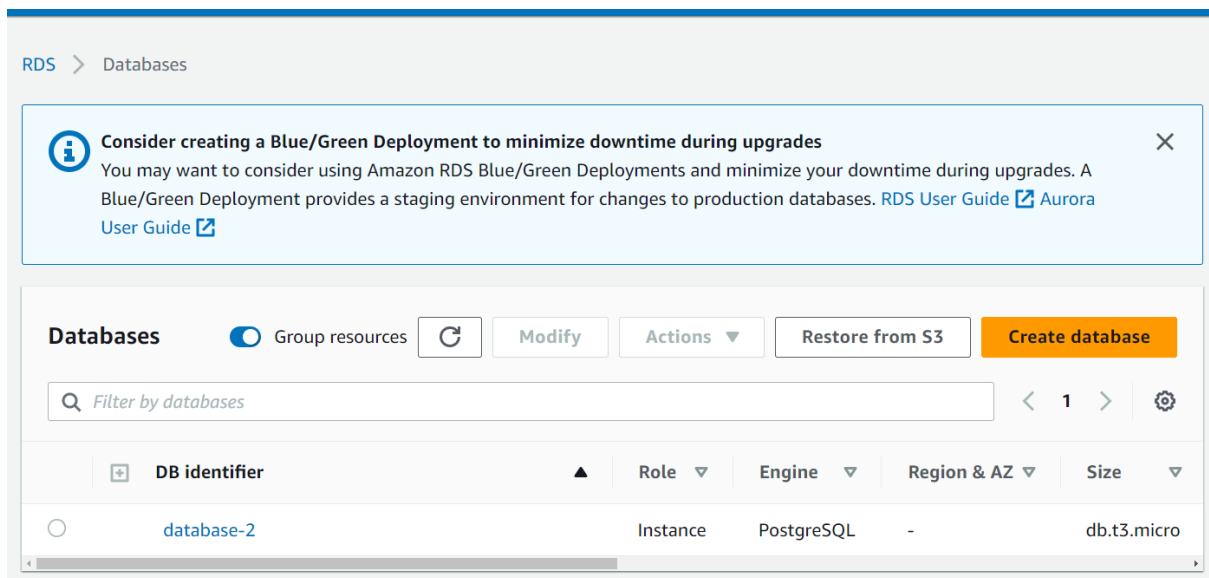 RDS > Databases
Consider creating a Blue/Green Deployment to minimize downtime during upgrades
You may want to consider using Amazon RDS Blue/Green Deployments and minimize your downtime during upgrades. A
Blue/Green Deployment provides a staging environment for changes to production databases. RDS User Guide Aurora
User Guide
Databases Group resources Modify Actions Restore from S3 Create database
Filter by databases 1
DB identifier Role Engine Region & AZ Size
database-2 Instance PostgreSQL - db.t3.micro